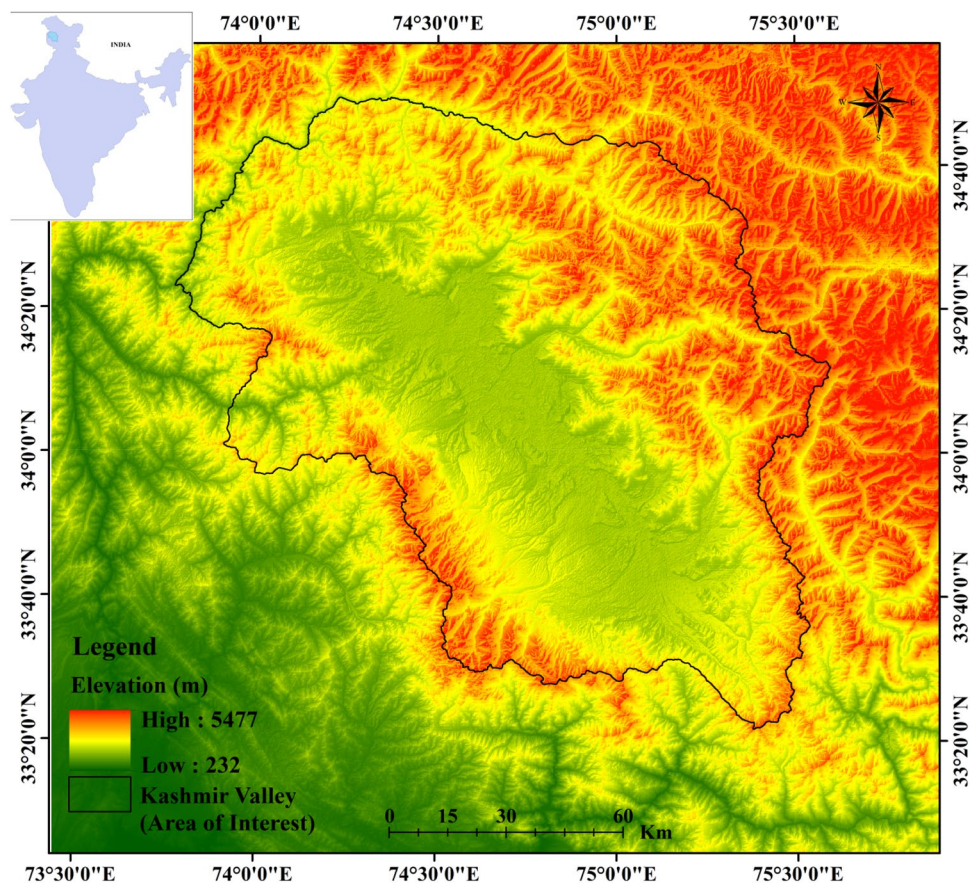 74°0'0"E 74°30'0"E 75°0'0"E 75°30'0"E
INDIA
N
W E
S
34°40'0"N
34°20'0"N 34°20'0"N
34°0'0"N 34°0'0"N
33°40'0"N 33°40'0"N
33°20'0"N 33°20'0"N
Legend
Elevation (m)
High : 5477
Low : 232
Kashmir Valley
(Area of Interest)
0 15 30 60
Km
73°30'0"E 74°0'0"E 74°30'0"E 75°0'0"E 75°30'0"E